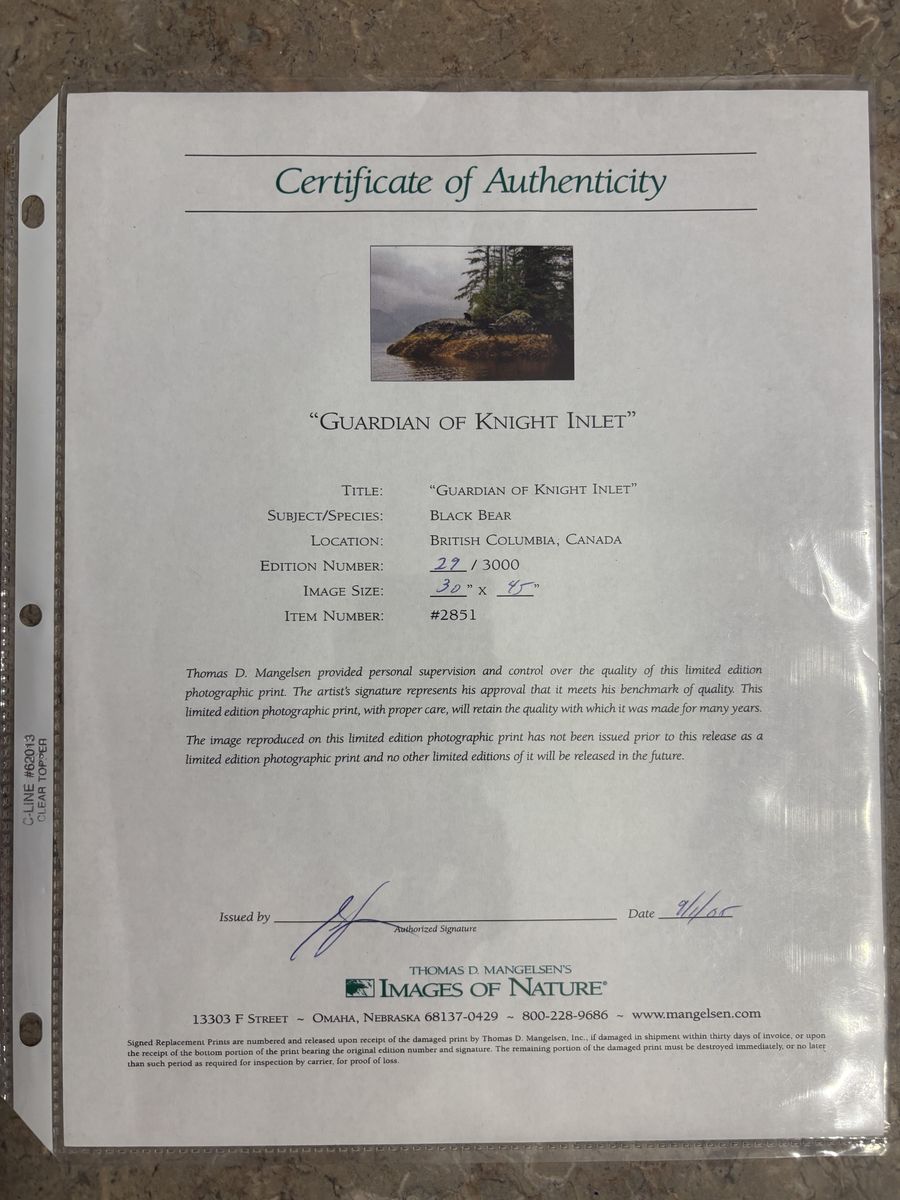 Certificate of Authenticity
“GUARDIAN OF KNIGHT INLET”
TITLE: “GUARDIAN OF KNIGHT INLET”
SUBJECT/SPECIES: BLACK BEAR
LOCATION: BRITISH COLUMBIA, CANADA
EDITION NUMBER: 29 / 3000
IMAGE SIZE: 30 ” X 45 ”
ITEM NUMBER: #2851
Thomas D. Mangelsen provided personal supervision and control over the quality of this limited edition
photographic print. The artist's signature represents his approval that it meets his benchmark of quality. This
limited edition photographic print, with proper care, will retain the quality with which it was made for many years.
The image reproduced on this limited edition photographic print has not been issued prior to this release as a
limited edition photographic print and no other limited editions of it will be released in the future.
Issued by
Date 9/1/05
Authorized Signature
THOMAS D. MANGELSEN'S
IMAGES OF NATURE®
13303 F STREET ~ OMAHA, NEBRASKA 68137-0429 ~ 800-228-9686 ~ www.mangelsen.com
Signed Replacement Prints are numbered and released upon receipt of the damaged print by Thomas D. Mangelsen, Inc., if damaged in shipment within thirty days of invoice, or upon
the receipt of the bottom portion of the print bearing the original edition number and signature. The remaining portion of the damaged print must be destroyed immediately, or no later
than such period as required for inspection by carrier, for proof of loss.
C-LINE #62013
CLEAR TOPPER